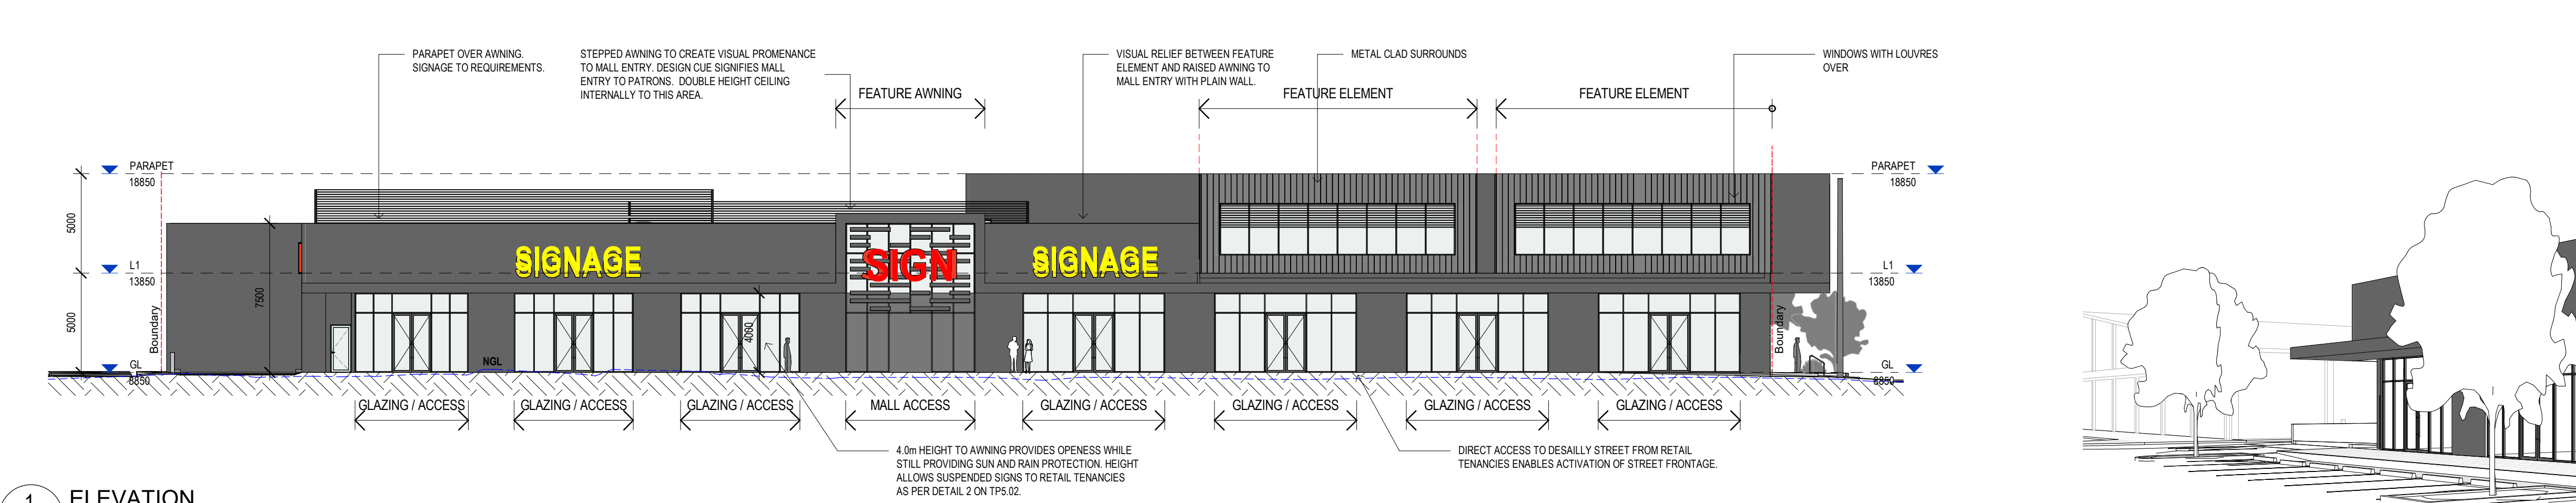 PARAPET OVER AWNING.
SIGNAGE TO REQUIREMENTS.
STEPPED AWNING TO CREATE VISUAL PROMENANCE
TO MALL ENTRY. DESIGN CUE SIGNIFIES MALL
ENTRY TO PATRONS. DOUBLE HEIGHT CEILING
INTERNALLY TO THIS AREA.
FEATURE AWNING
VISUAL RELIEF BETWEEN FEATURE
ELEMENT AND RAISED AWNING TO
MALL ENTRY WITH PLAIN WALL.
METAL CLAD SURROUNDS
FEATURE ELEMENT
FEATURE ELEMENT
WINDOWS WITH LOUVRES
OVER
PARAPET
18850
PARAPET
18850
5000
L1
13850
L1
13850
7500
5000
Boundary
SIGNAGE
SIGN
SIGNAGE
4000
Boundary
NGL
GL
8850
GL
8850
GLAZING / ACCESS
GLAZING / ACCESS
GLAZING / ACCESS
MALL ACCESS
GLAZING / ACCESS
GLAZING / ACCESS
GLAZING / ACCESS
GLAZING / ACCESS
4.0m HEIGHT TO AWNING PROVIDES OPENESS WHILE
STILL PROVIDING SUN AND RAIN PROTECTION. HEIGHT
ALLOWS SUSPENDED SIGNS TO RETAIL TENANCIES
AS PER DETAIL 2 ON TP5.02.
DIRECT ACCESS TO DESAILLY STREET FROM RETAIL
TENANCIES ENABLES ACTIVATION OF STREET FRONTAGE.
1
ELEVATION